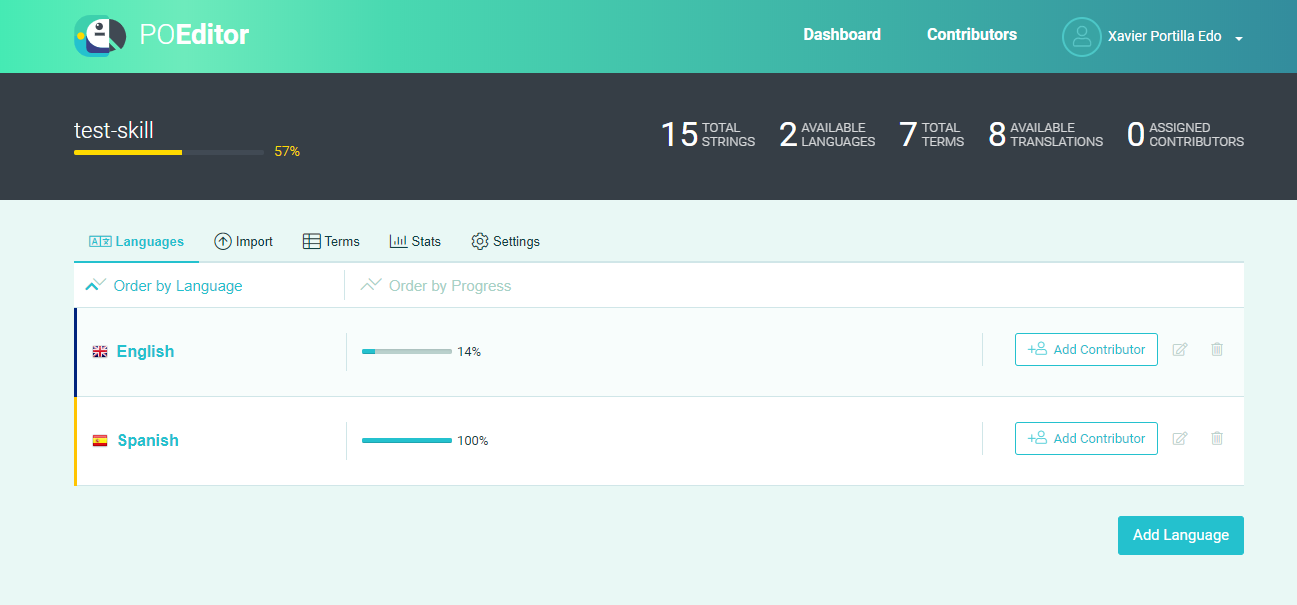 POEditor
Dashboard
Contributors
Xavier Portilla Edo
test-skill
57%
15 TOTAL STRINGS
2 AVAILABLE LANGUAGES
7 TOTAL TERMS
8 AVAILABLE TRANSLATIONS
0 ASSIGNED CONTRIBUTORS
Languages
Import
Terms
Stats
Settings
Order by Language
Order by Progress
English
14%
Add Contributor
Spanish
100%
Add Contributor
Add Language